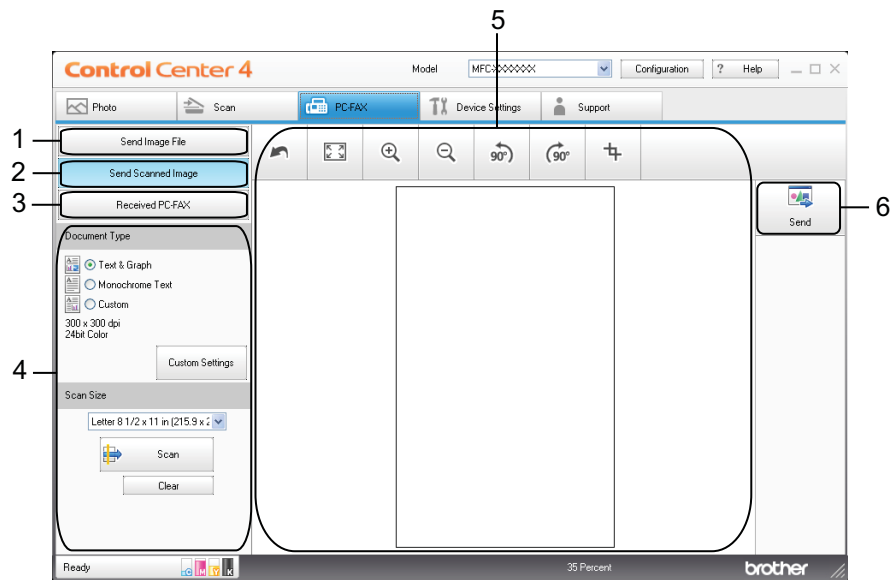 5
Control Center 4
Model MFC-XXXXXX Configuration ? Help
Photo Scan PC-FAX Device Settings Support
1
Send Image File
2
Send Scanned Image
3
Received PC-FAX
90° 90°
Send
6
Document Type
Text & Graph
Monochrome Text
Custom
300 x 300 dpi
24bit Color
4
Custom Settings
Scan Size
Letter 8 1/2 x 11 in (215.9 x 2
Scan
Clear
Ready M Y K
35 Percent
brother